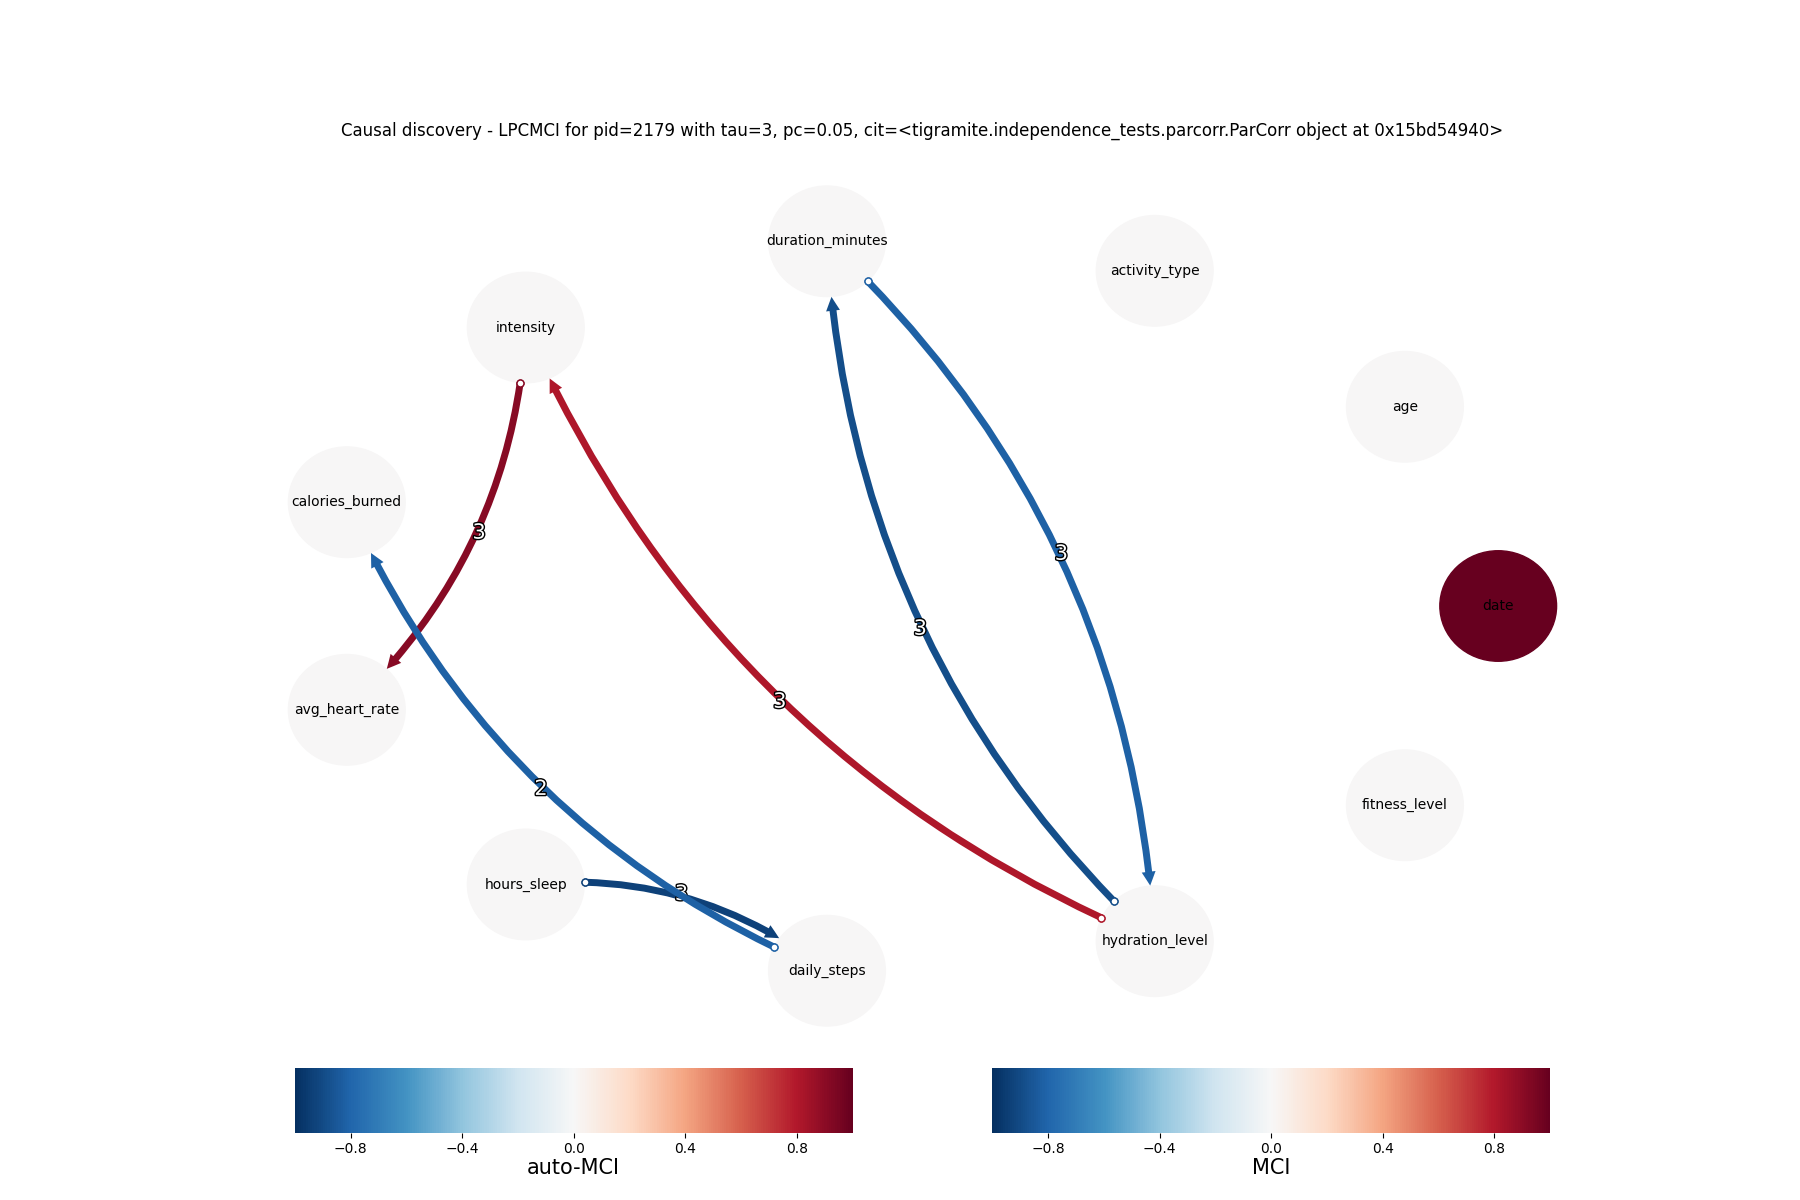 Causal discovery - LPCMCI for pid=2179 with tau=3, pc=0.05, cit=<tigramite.independence_tests.parcorr.ParCorr object at 0x15bd54940>
duration_minutes
activity_type
intensity
age
calories_burned
3
3
date
3
avg_heart_rate
3
2
fitness_level
hours_sleep
3
hydration_level
daily_steps
−0.8 −0.4 0.0 0.4 0.8
auto-MCI
−0.8 −0.4 0.0 0.4 0.8
MCI